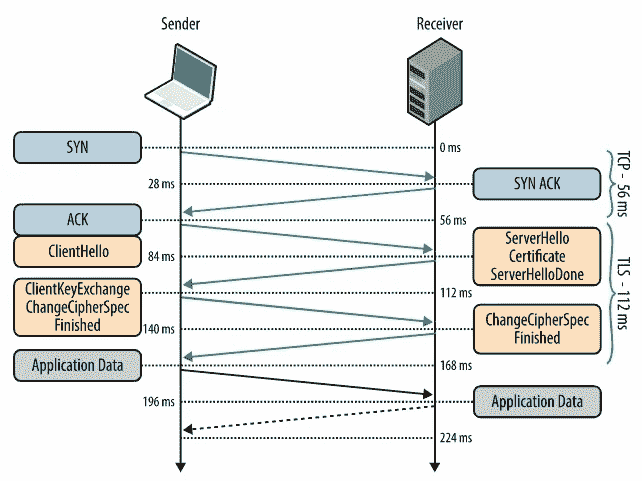 Sender
Receiver
SYN
0 ms
28 ms
SYN ACK
TCP - 56 ms
ACK
56 ms
ClientHello
84 ms
ServerHello
Certificate
ServerHelloDone
TLS - 112 ms
ClientKeyExchange
ChangeCipherSpec
Finished
112 ms
140 ms
ChangeCipherSpec
Finished
Application Data
168 ms
196 ms
Application Data
224 ms